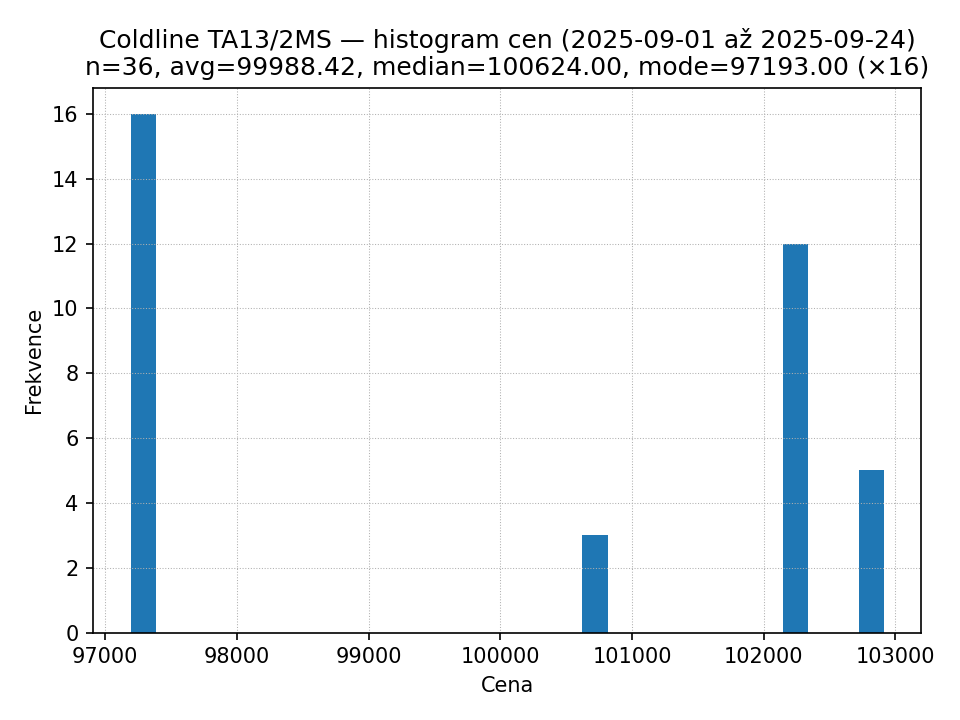 Coldline TA13/2MS — histogram cen (2025-09-01 až 2025-09-24)
n=36, avg=99988.42, median=100624.00, mode=97193.00 (×16)
16
14
12
10
8
6
4
2
0
Frekvence
97000 98000 99000 100000 101000 102000 103000
Cena